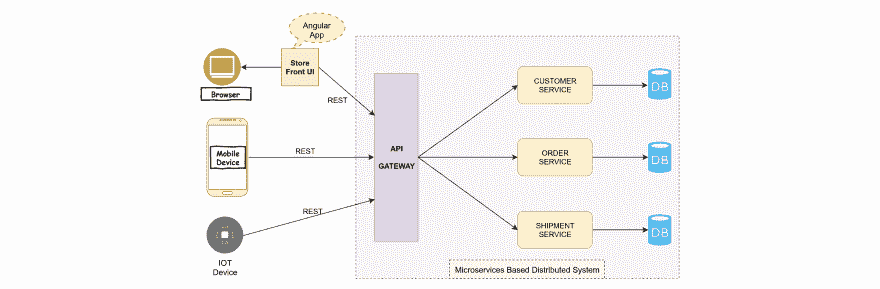 Angular
App
Store
Front UI
Browser
REST
Mobile
Device
REST
REST
IOT
Device
API
GATEWAY
CUSTOMER
SERVICE
DB
ORDER
SERVICE
DB
SHIPMENT
SERVICE
DB
Microservices Based Distributed System